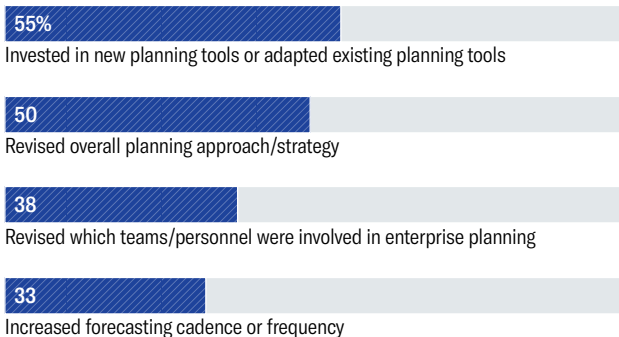 55%
Invested in new planning tools or adapted existing planning tools
50
Revised overall planning approach/strategy
38
Revised which teams/personnel were involved in enterprise planning
33
Increased forecasting cadence or frequency